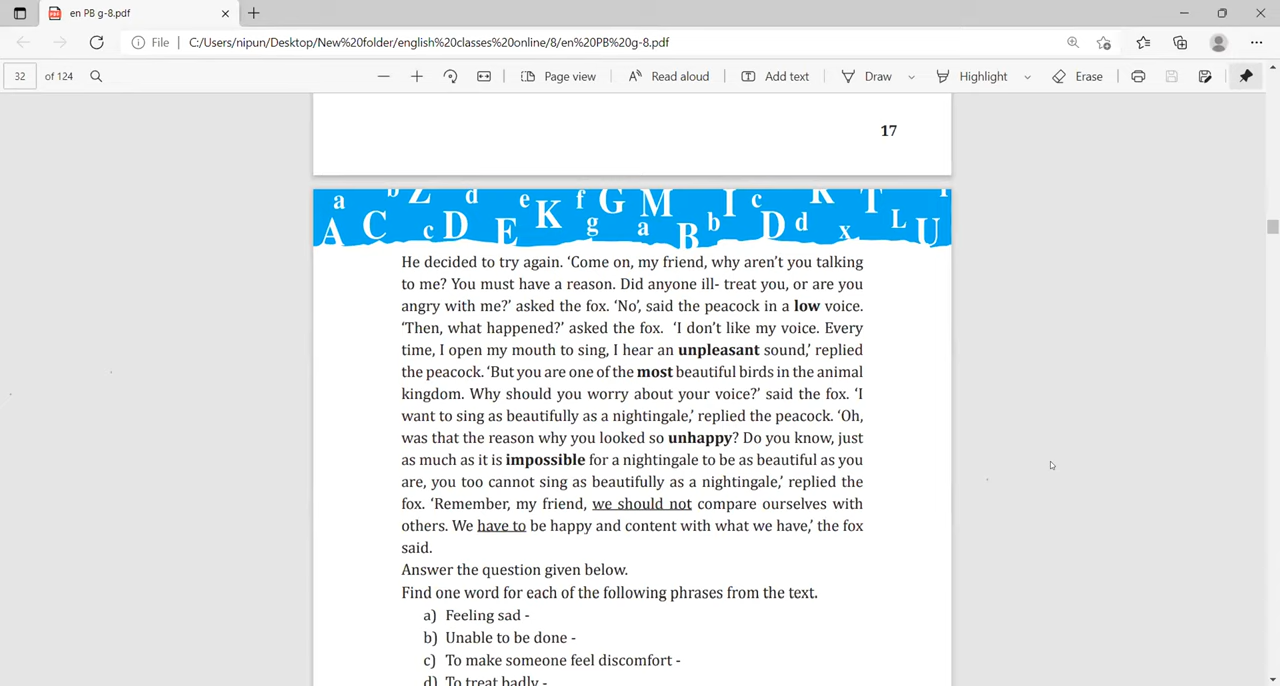 en PB g-8.pdf
File
C:/Users/nipun/Desktop/New%20folder/english%20classes%20online/8/en%20PB%20g-8.pdf
32 of 124
Page view
Read aloud
Add text
Draw
Highlight
Erase
17
a b Z d e K f g G M a B b I c D d R x T L U
A C c D E
He decided to try again. ‘Come on, my friend, why aren’t you talking
to me? You must have a reason. Did anyone ill- treat you, or are you
angry with me?’ asked the fox. ‘No’, said the peacock in a low voice.
‘Then, what happened?’ asked the fox. ‘I don’t like my voice. Every
time, I open my mouth to sing, I hear an unpleasant sound,’ replied
the peacock. ‘But you are one of the most beautiful birds in the animal
kingdom. Why should you worry about your voice?’ said the fox. ‘I
want to sing as beautifully as a nightingale,’ replied the peacock. ‘Oh,
was that the reason why you looked so unhappy? Do you know, just
as much as it is impossible for a nightingale to be as beautiful as you
are, you too cannot sing as beautifully as a nightingale,’ replied the
fox. ‘Remember, my friend, we should not compare ourselves with
others. We have to be happy and content with what we have,’ the fox
said.
Answer the question given below.
Find one word for each of the following phrases from the text.
a) Feeling sad -
b) Unable to be done -
c) To make someone feel discomfort -
d) To treat badly -